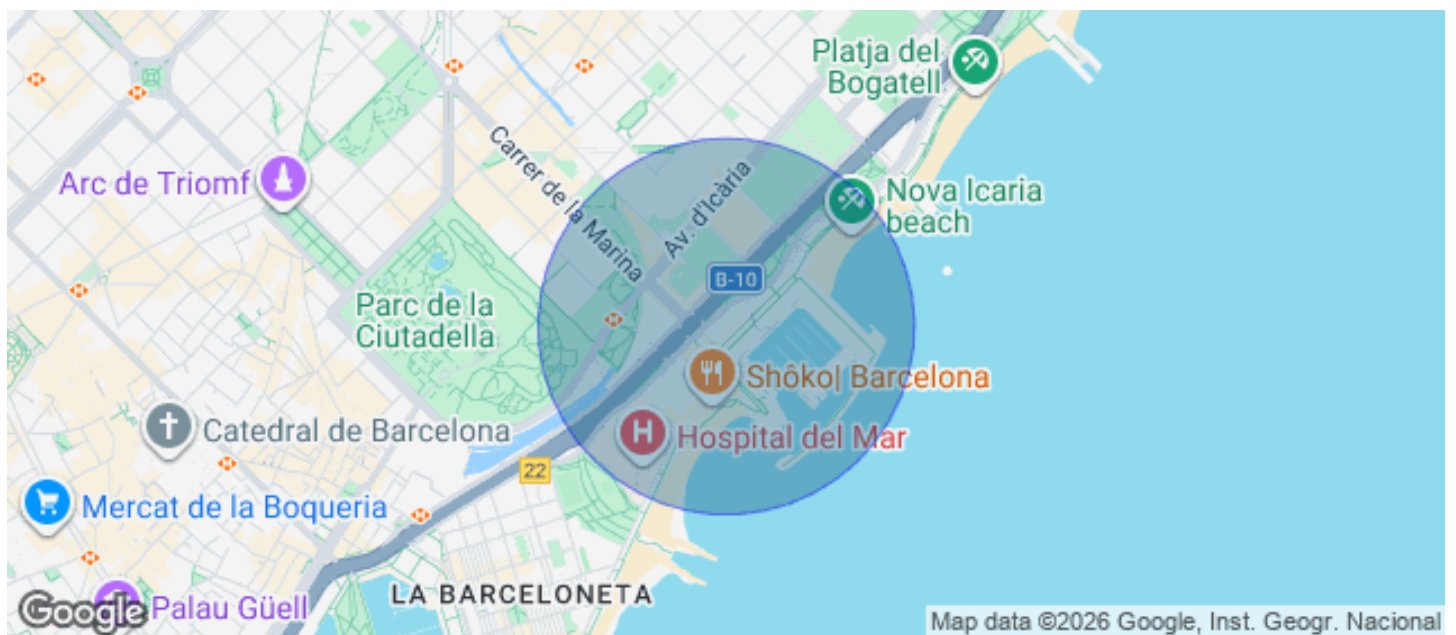 Platja del
Bogatell
Carrer de la Marina
Arc de Triomf
Av. d'Icària
Nova Icaria
beach
B-10
Parc de la
Ciutadella
Shôko| Barcelona
Catedral de Barcelona
H
Hospital del Mar
22
Mercat de la Boqueria
LA BARCELONETA
Google
Palau Güell
Map data ©2026 Google, Inst. Geogr. Nacional